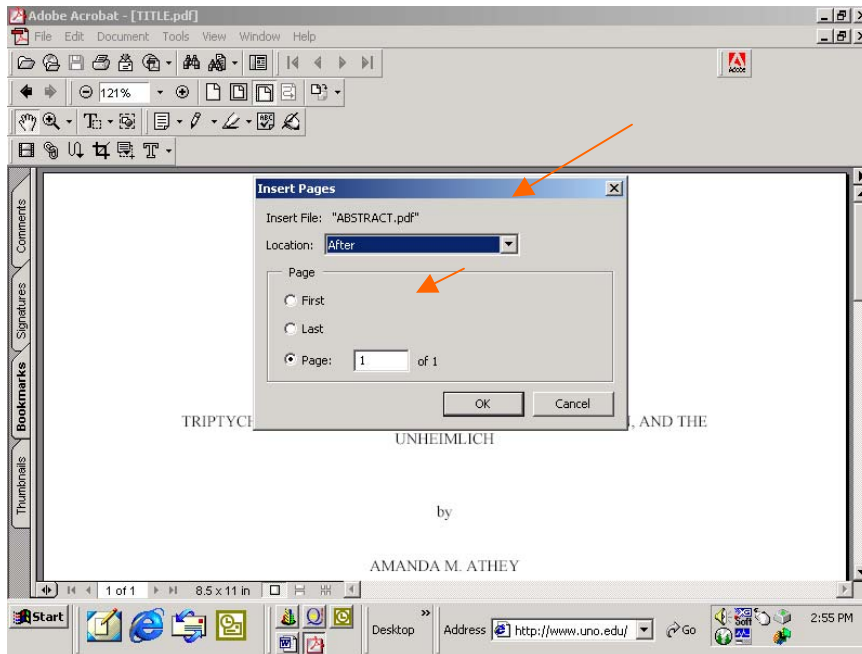 Adobe Acrobat - [TITLE.pdf]
File Edit Document Tools View Window Help
Adobe
121%
Comments
Signatures
Bookmarks
Thumbnails
Insert Pages
Insert File: "ABSTRACT.pdf"
Location: After
Page
First
Last
Page: 1 of 1
OK Cancel
TRIPTYCH , AND THE
UNHEIMLICH
by
AMANDA M. ATHEY
1 of 1 8.5 x 11 in
Start Desktop » Address http://www.uno.edu/ Go 2:55 PM